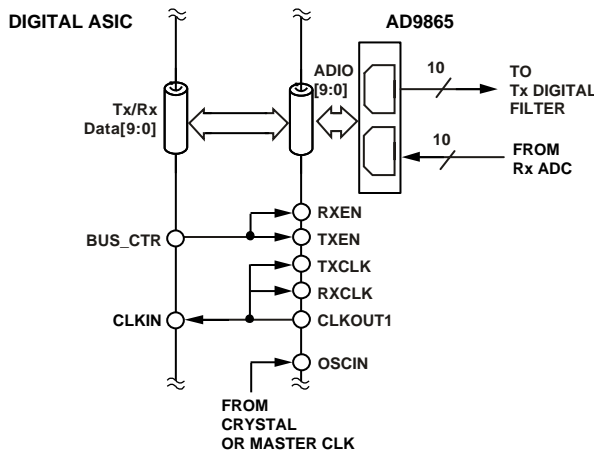 DIGITAL ASIC
AD9865
ADIO
[9:0]
10
TO
Tx DIGITAL
FILTER
Tx/Rx
Data[9:0]
10
FROM
Rx ADC
RXEN
BUS_CTR
TXEN
TXCLK
RXCLK
CLKIN
CLKOUT1
OSCIN
FROM
CRYSTAL
OR MASTER CLK